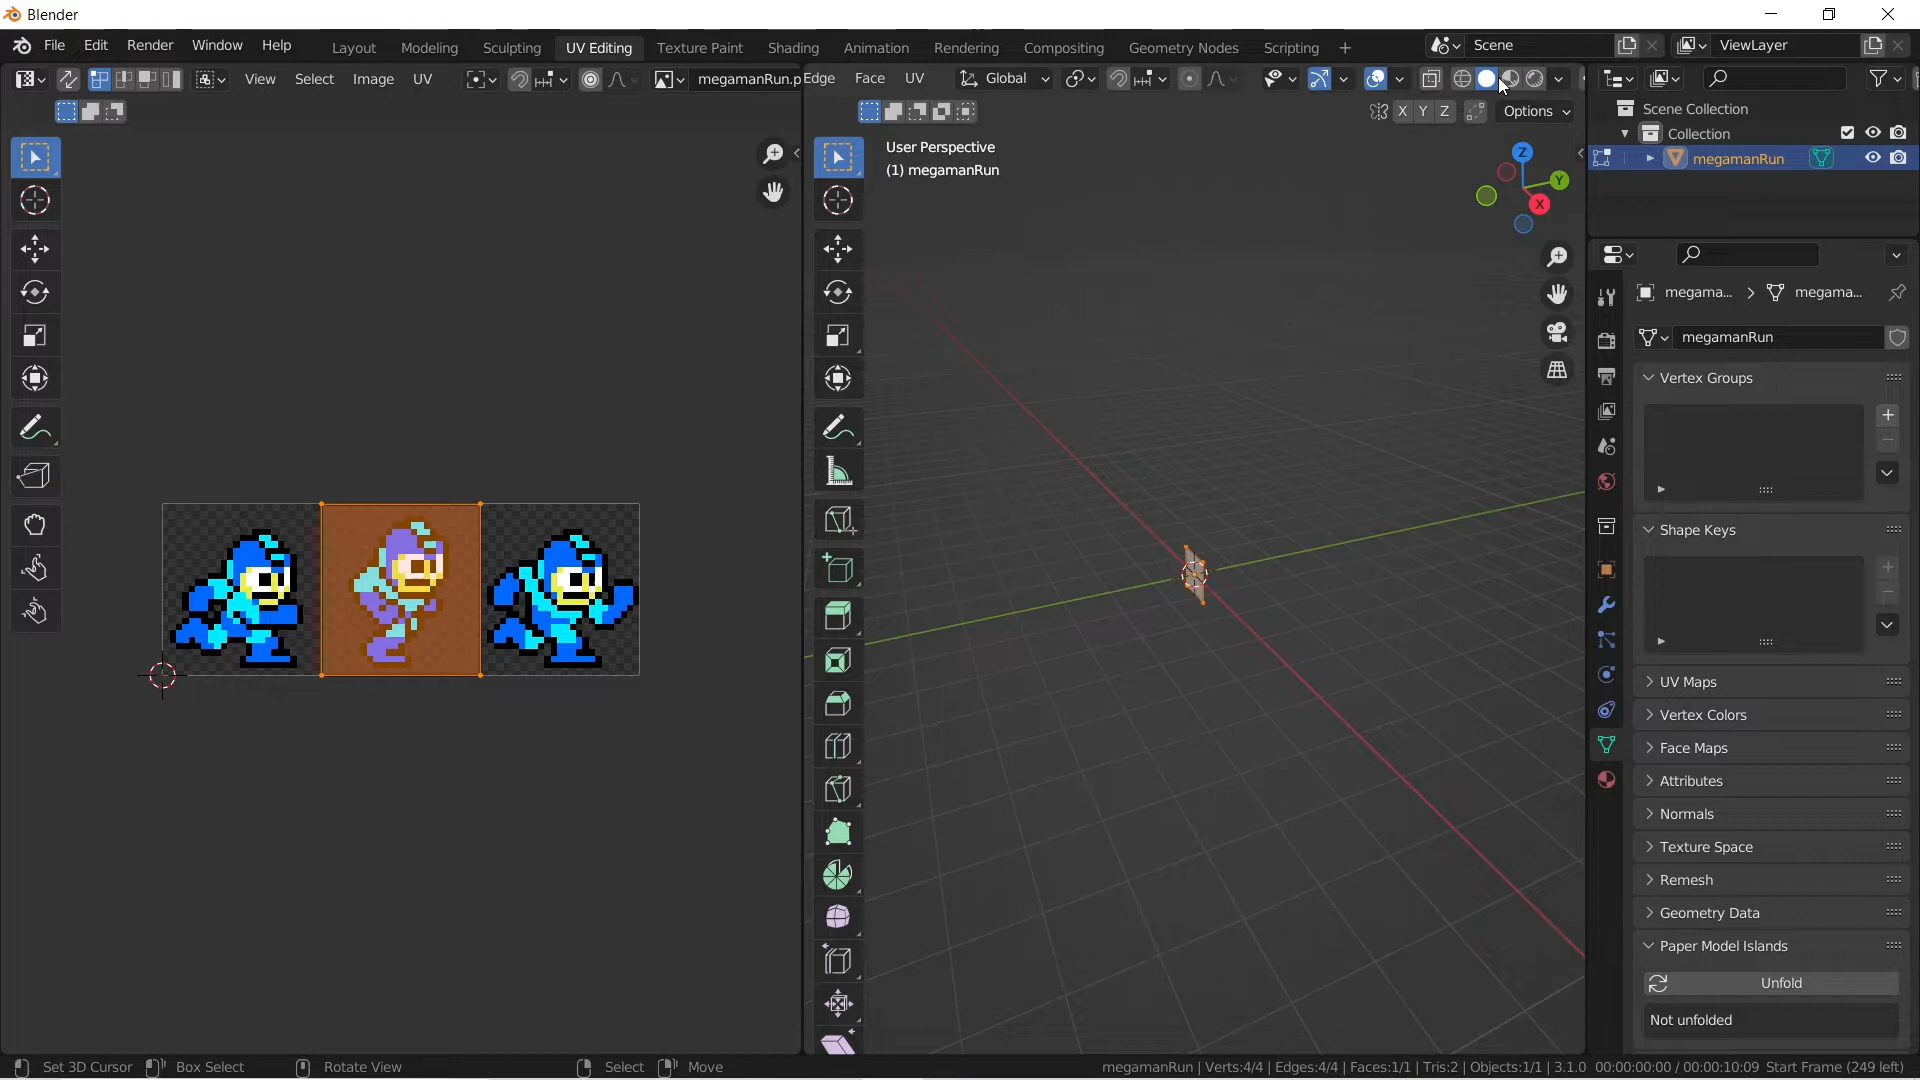 Blender
File Edit Render Window Help Layout Modeling Sculpting UV Editing Texture Paint Shading Animation Rendering Compositing Geometry Nodes Scripting + Scene ViewLayer
View Select Image UV megamanRun.p Edge Face UV Global
X Y Z Options
Scene Collection
Collection
megamanRun
User Perspective
(1) megamanRun
Z
Y
X
megama... > megama...
megamanRun
Vertex Groups
Shape Keys
UV Maps
Vertex Colors
Face Maps
Attributes
Normals
Texture Space
Remesh
Geometry Data
Paper Model Islands
Unfold
Not unfolded
Set 3D Cursor Box Select Rotate View Select Move megamanRun | Verts:4/4 | Edges:4/4 | Faces:1/1 | Tris:2 | Objects:1/1 | 3.1.0 00:00:00:00 / 00:00:10:09 Start Frame (249 left)